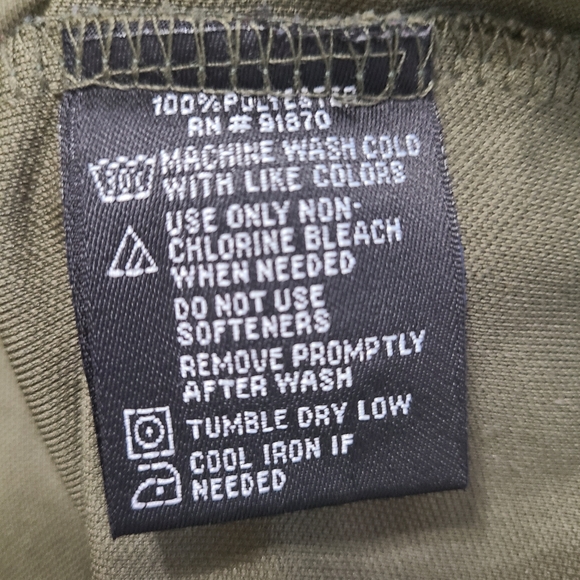 100% POLYESTER
RN # 91870
MACHINE WASH COLD
WITH LIKE COLORS
USE ONLY NON-
CHLORINE BLEACH
WHEN NEEDED
DO NOT USE
SOFTENERS
REMOVE PROMPTLY
AFTER WASH
TUMBLE DRY LOW
COOL IRON IF
NEEDED